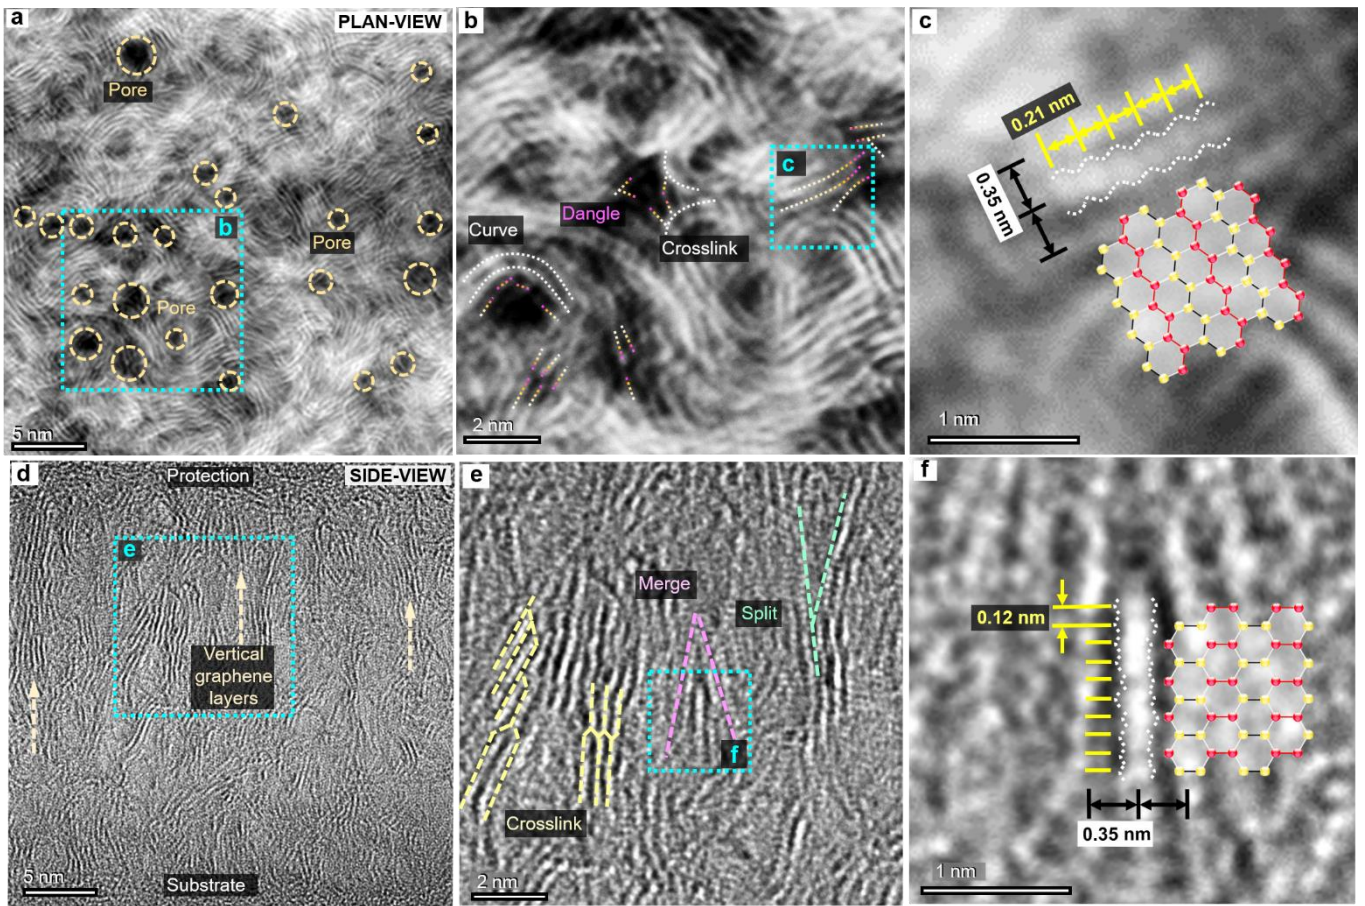 a
PLAN-VIEW
Pore
b
Pore
Pore
5 nm
b
c
Dangle
Curve
Crosslink
2 nm
c
0.21 nm
0.35 nm
1 nm
d
Protection
SIDE-VIEW
e
Vertical
graphene
layers
5 nm
Substrate
e
Merge
Split
f
Crosslink
2 nm
f
0.12 nm
0.35 nm
1 nm